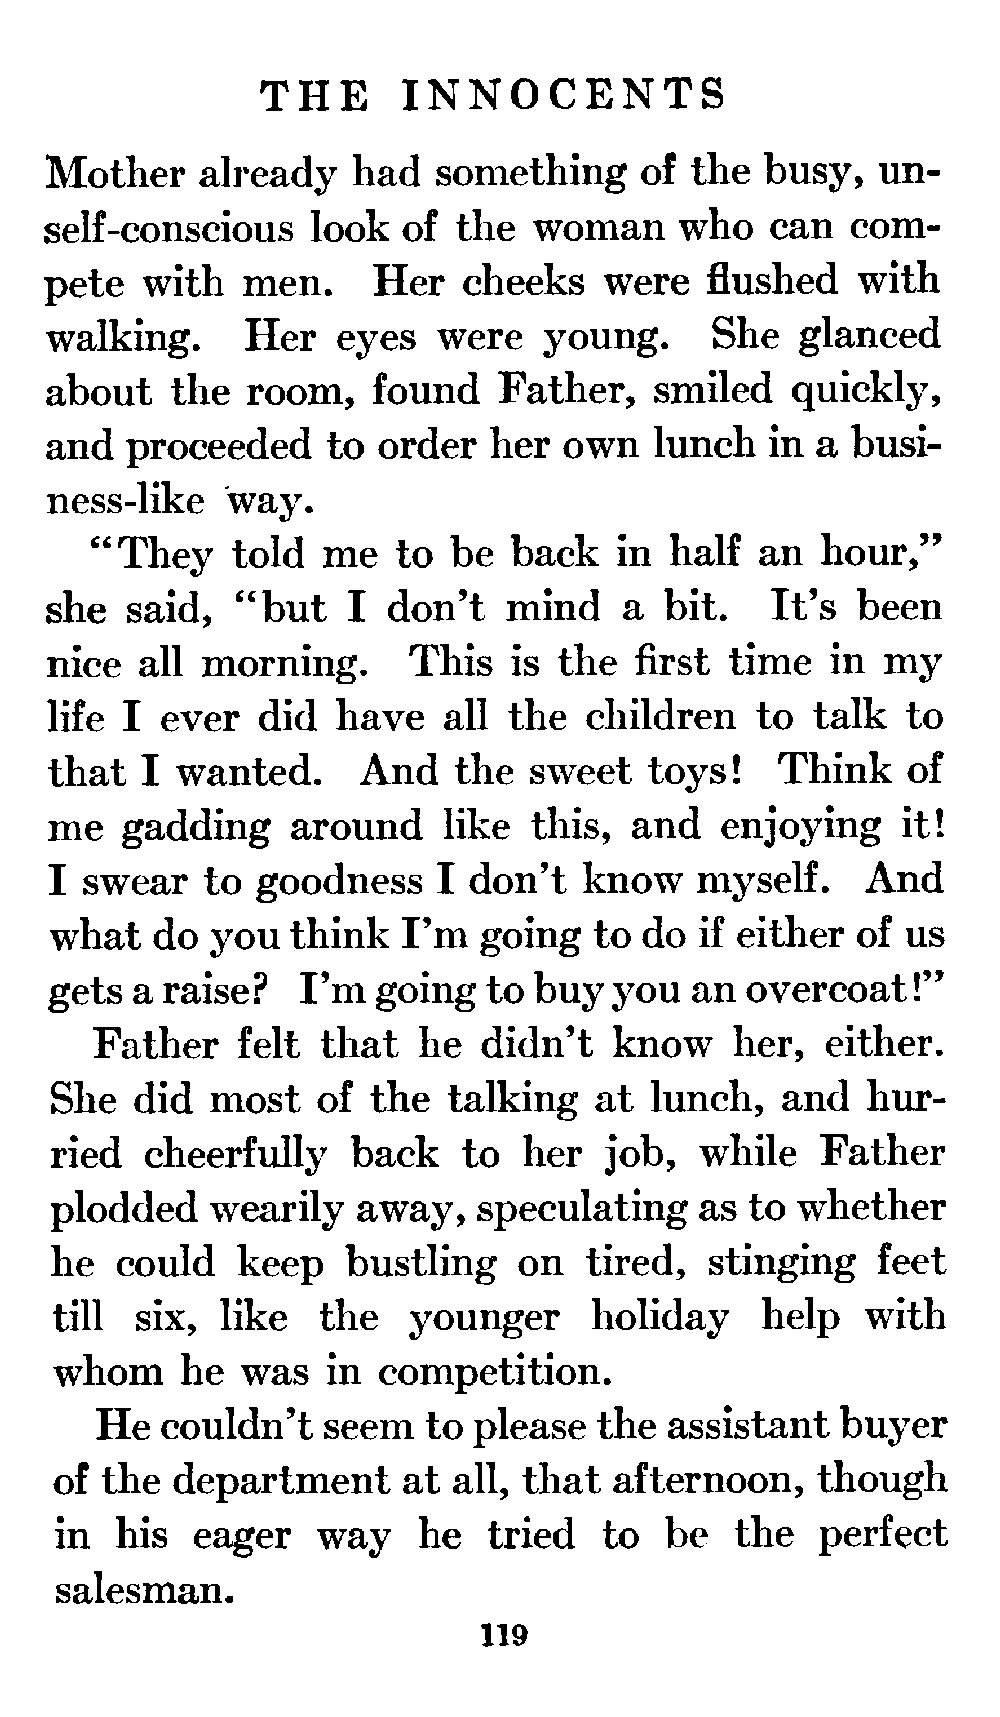 THE INNOCENTS
Mother already had something of the busy, un-
self-conscious look of the woman who can com-
pete with men. Her cheeks were flushed with
walking. Her eyes were young. She glanced
about the room, found Father, smiled quickly,
and proceeded to order her own lunch in a busi-
ness-like way.
“They told me to be back in half an hour,”
she said, “but I don’t mind a bit. It’s been
nice all morning. This is the first time in my
life I ever did have all the children to talk to
that I wanted. And the sweet toys! Think of
me gadding around like this, and enjoying it!
I swear to goodness I don’t know myself. And
what do you think I’m going to do if either of us
gets a raise? I’m going to buy you an overcoat!”
Father felt that he didn’t know her, either.
She did most of the talking at lunch, and hur-
ried cheerfully back to her job, while Father
plodded wearily away, speculating as to whether
he could keep bustling on tired, stinging feet
till six, like the younger holiday help with
whom he was in competition.
He couldn’t seem to please the assistant buyer
of the department at all, that afternoon, though
in his eager way he tried to be the perfect
salesman.
119